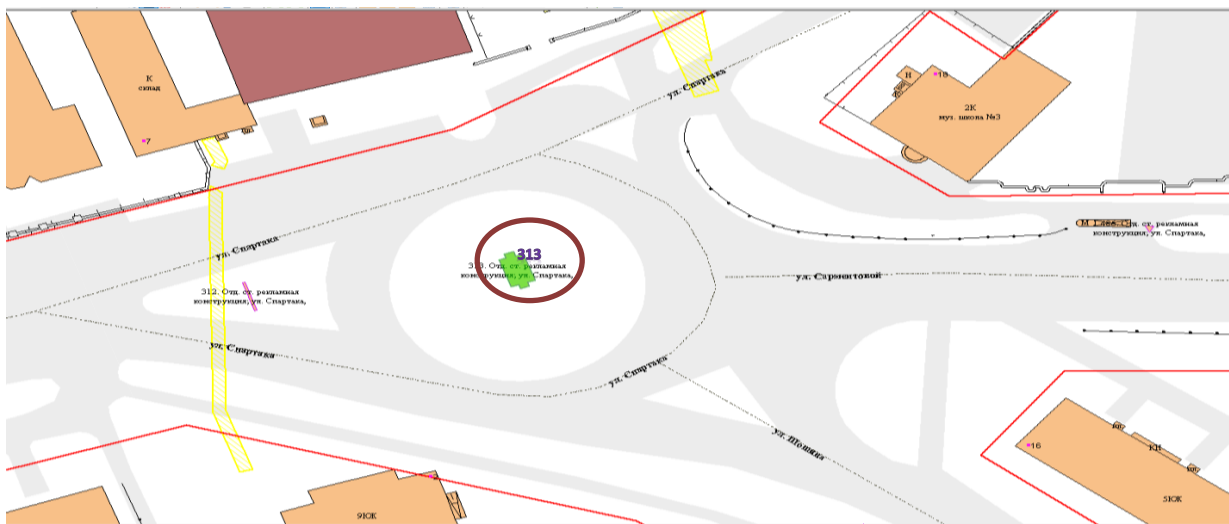 К
склад
7
ул. Спартака
18
Н
2К
муз. школа №3
ул. Спартака
313
313. Отд. ст. рекламная
конструкция, ул. Спартака,
312. Отд. ст. рекламная
конструкция, ул. Спартака,
ул. Спартака
М
Отд. ст. рекламная
конструкция, ул. Спартака,
ул. Сармитовой
ул. Спартака
ул. Шошина
16
КН
5КЖ
9КЖ